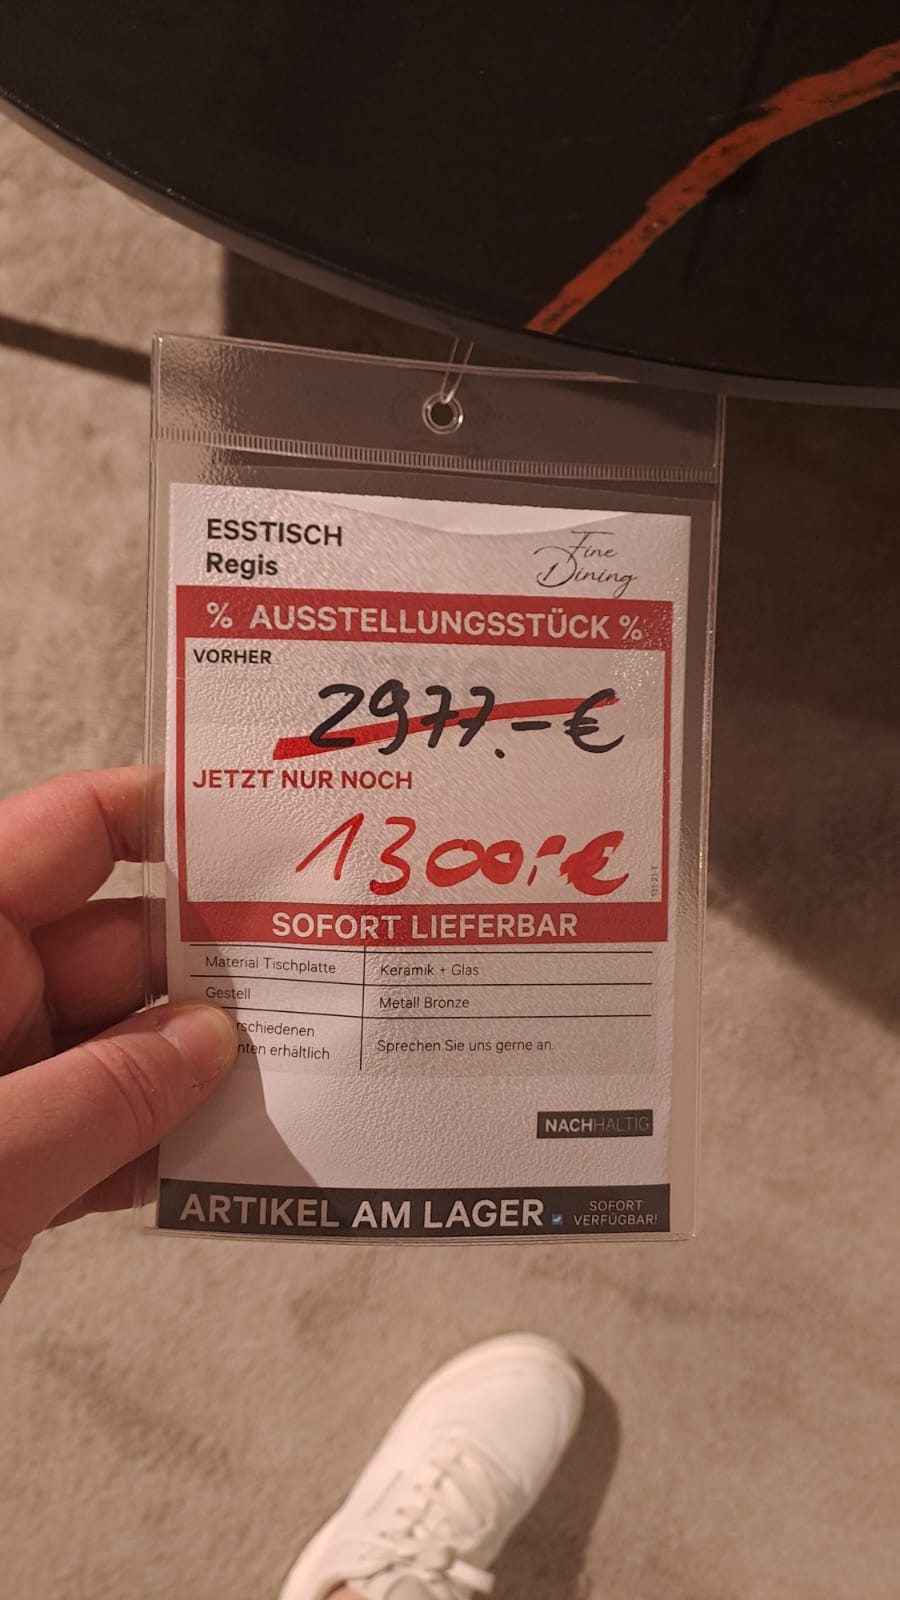 ESSTISCH
Regis
Fine
Dining
% AUSSTELLUNGSSTÜCK %
VORHER
2977.-€
JETZT NUR NOCH
1300.-€
SOFORT LIEFERBAR
Material Tischplatte Keramik + Glas
Gestell Metall Bronze
rschiedenen
nten erhältlich Sprechen Sie uns gerne an.
NACHHALTIG
ARTIKEL AM LAGER SOFORT
VERFÜGBAR!